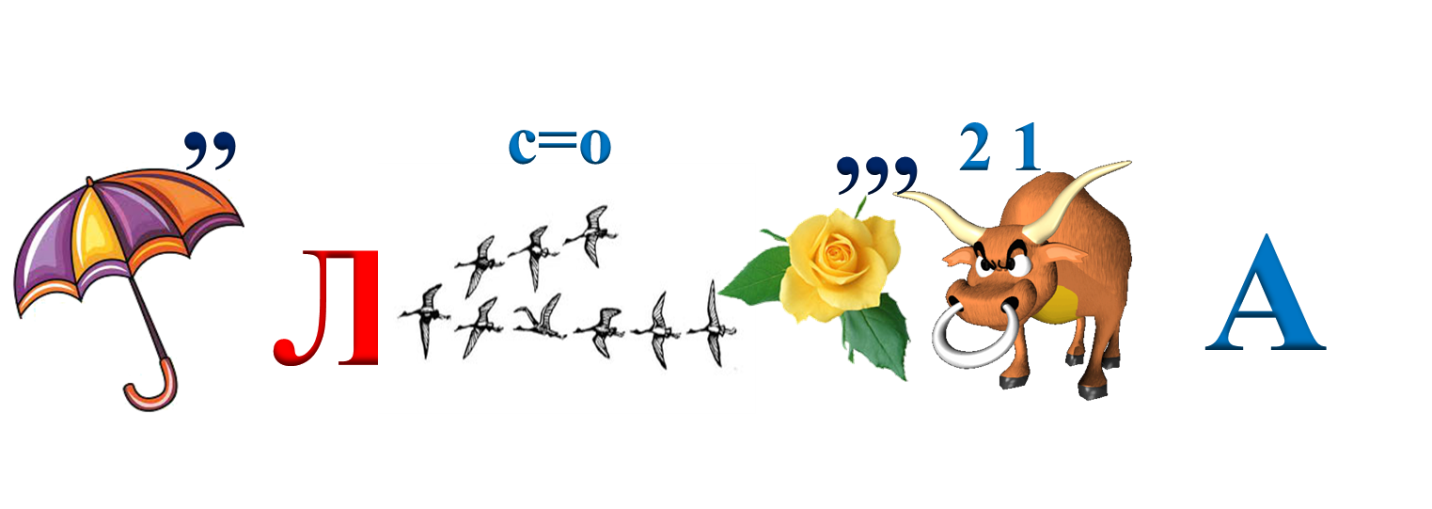 ,,
с=о
,,,
2 1
Л
А